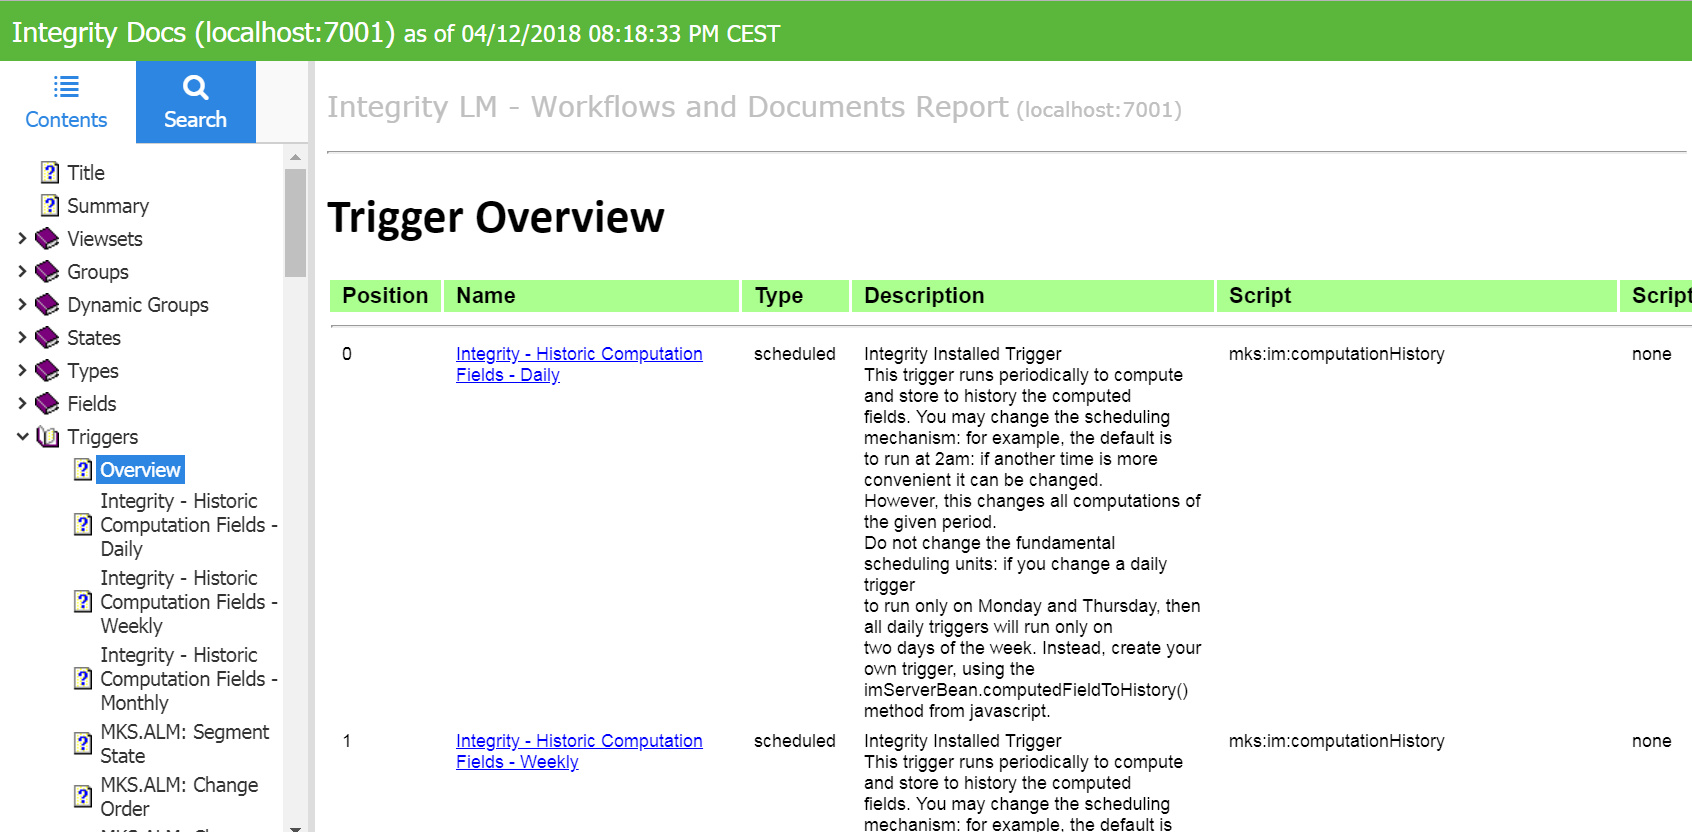 Integrity Docs (localhost:7001) as of 04/12/2018 08:18:33 PM CEST
Contents
Search
Title
Summary
Viewsets
Groups
Dynamic Groups
States
Types
Fields
Triggers
Overview
Integrity - Historic
Computation Fields -
Daily
Integrity - Historic
Computation Fields -
Weekly
Integrity - Historic
Computation Fields -
Monthly
MKS.ALM: Segment
State
MKS.ALM: Change
Order
Integrity LM - Workflows and Documents Report (localhost:7001)
Trigger Overview
Position Name Type Description Script Script
0 Integrity - Historic Computation scheduled Integrity Installed Trigger mks:im:computationHistory none
Fields - Daily This trigger runs periodically to compute
and store to history the computed
fields. You may change the scheduling
mechanism: for example, the default is
to run at 2am: if another time is more
convenient it can be changed.
However, this changes all computations of
the given period.
Do not change the fundamental
scheduling units: if you change a daily
trigger
to run only on Monday and Thursday, then
all daily triggers will run only on
two days of the week. Instead, create your
own trigger, using the
imServerBean.computedFieldToHistory()
method from javascript.
1 Integrity - Historic Computation scheduled Integrity Installed Trigger mks:im:computationHistory none
Fields - Weekly This trigger runs periodically to compute
and store to history the computed
fields. You may change the scheduling
mechanism: for example, the default is